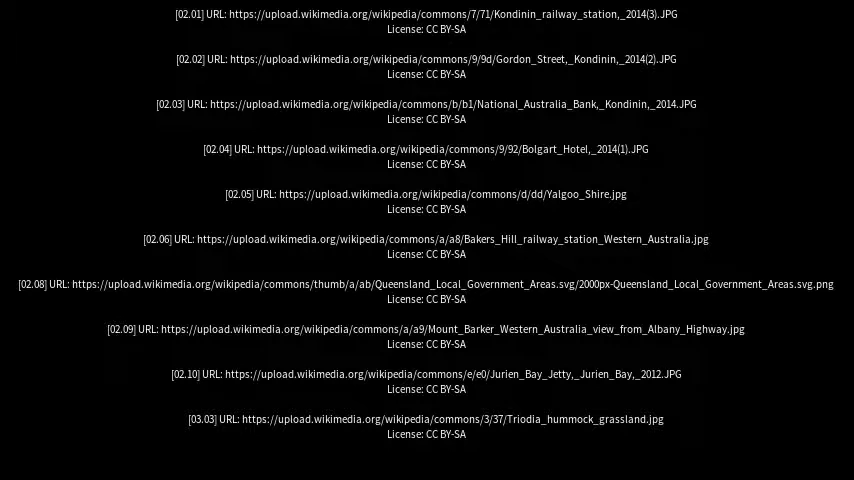 [02.01] URL: https://upload.wikimedia.org/wikipedia/commons/7/71/Kondinin_railway_station,_2014(3).JPG
License: CC BY-SA
[02.02] URL: https://upload.wikimedia.org/wikipedia/commons/9/9d/Gordon_Street,_Kondinin,_2014(2).JPG
License: CC BY-SA
[02.03] URL: https://upload.wikimedia.org/wikipedia/commons/b/b1/National_Australia_Bank,_Kondinin,_2014.JPG
License: CC BY-SA
[02.04] URL: https://upload.wikimedia.org/wikipedia/commons/9/92/Bolgart_Hotel,_2014(1).JPG
License: CC BY-SA
[02.05] URL: https://upload.wikimedia.org/wikipedia/commons/d/dd/Yalgoo_Shire.jpg
License: CC BY-SA
[02.06] URL: https://upload.wikimedia.org/wikipedia/commons/a/a8/Bakers_Hill_railway_station_Western_Australia.jpg
License: CC BY-SA
[02.08] URL: https://upload.wikimedia.org/wikipedia/commons/thumb/a/ab/Queensland_Local_Government_Areas.svg/2000px-Queensland_Local_Government_Areas.svg.png
License: CC BY-SA
[02.09] URL: https://upload.wikimedia.org/wikipedia/commons/a/a9/Mount_Barker_Western_Australia_view_from_Albany_Highway.jpg
License: CC BY-SA
[02.10] URL: https://upload.wikimedia.org/wikipedia/commons/e/e0/Jurien_Bay_Jetty,_Jurien_Bay,_2012.JPG
License: CC BY-SA
[03.03] URL: https://upload.wikimedia.org/wikipedia/commons/3/37/Triodia_hummock_grassland.jpg
License: CC BY-SA